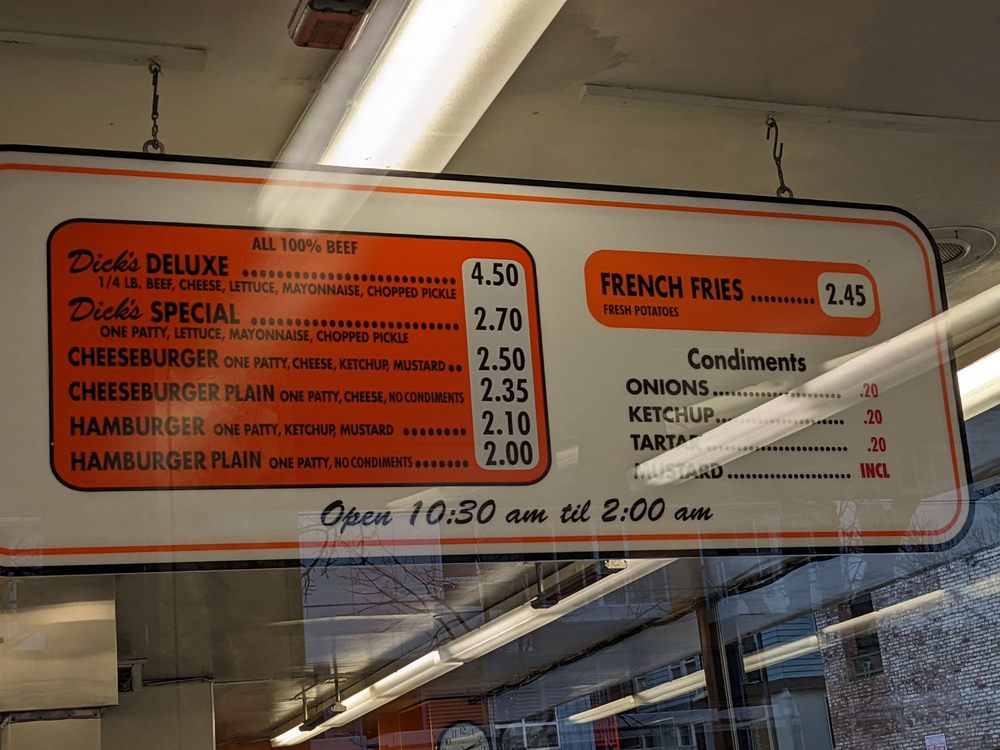 ALL 100% BEEF
Dick's DELUXE .................... 4.50
1/4 LB. BEEF, CHEESE, LETTUCE, MAYONNAISE, CHOPPED PICKLE
Dick's SPECIAL .................... 2.70
ONE PATTY, LETTUCE, MAYONNAISE, CHOPPED PICKLE
CHEESEBURGER ONE PATTY, CHEESE, KETCHUP, MUSTARD .. 2.50
CHEESEBURGER PLAIN ONE PATTY, CHEESE, NO CONDIMENTS 2.35
HAMBURGER ONE PATTY, KETCHUP, MUSTARD ....... 2.10
HAMBURGER PLAIN ONE PATTY, NO CONDIMENTS ....... 2.00
FRENCH FRIES .......... 2.45
FRESH POTATOES
Condiments
ONIONS .................... .20
KETCHUP .................... .20
TARTAR .................... .20
MUSTARD .................... INCL
Open 10:30 am til 2:00 am